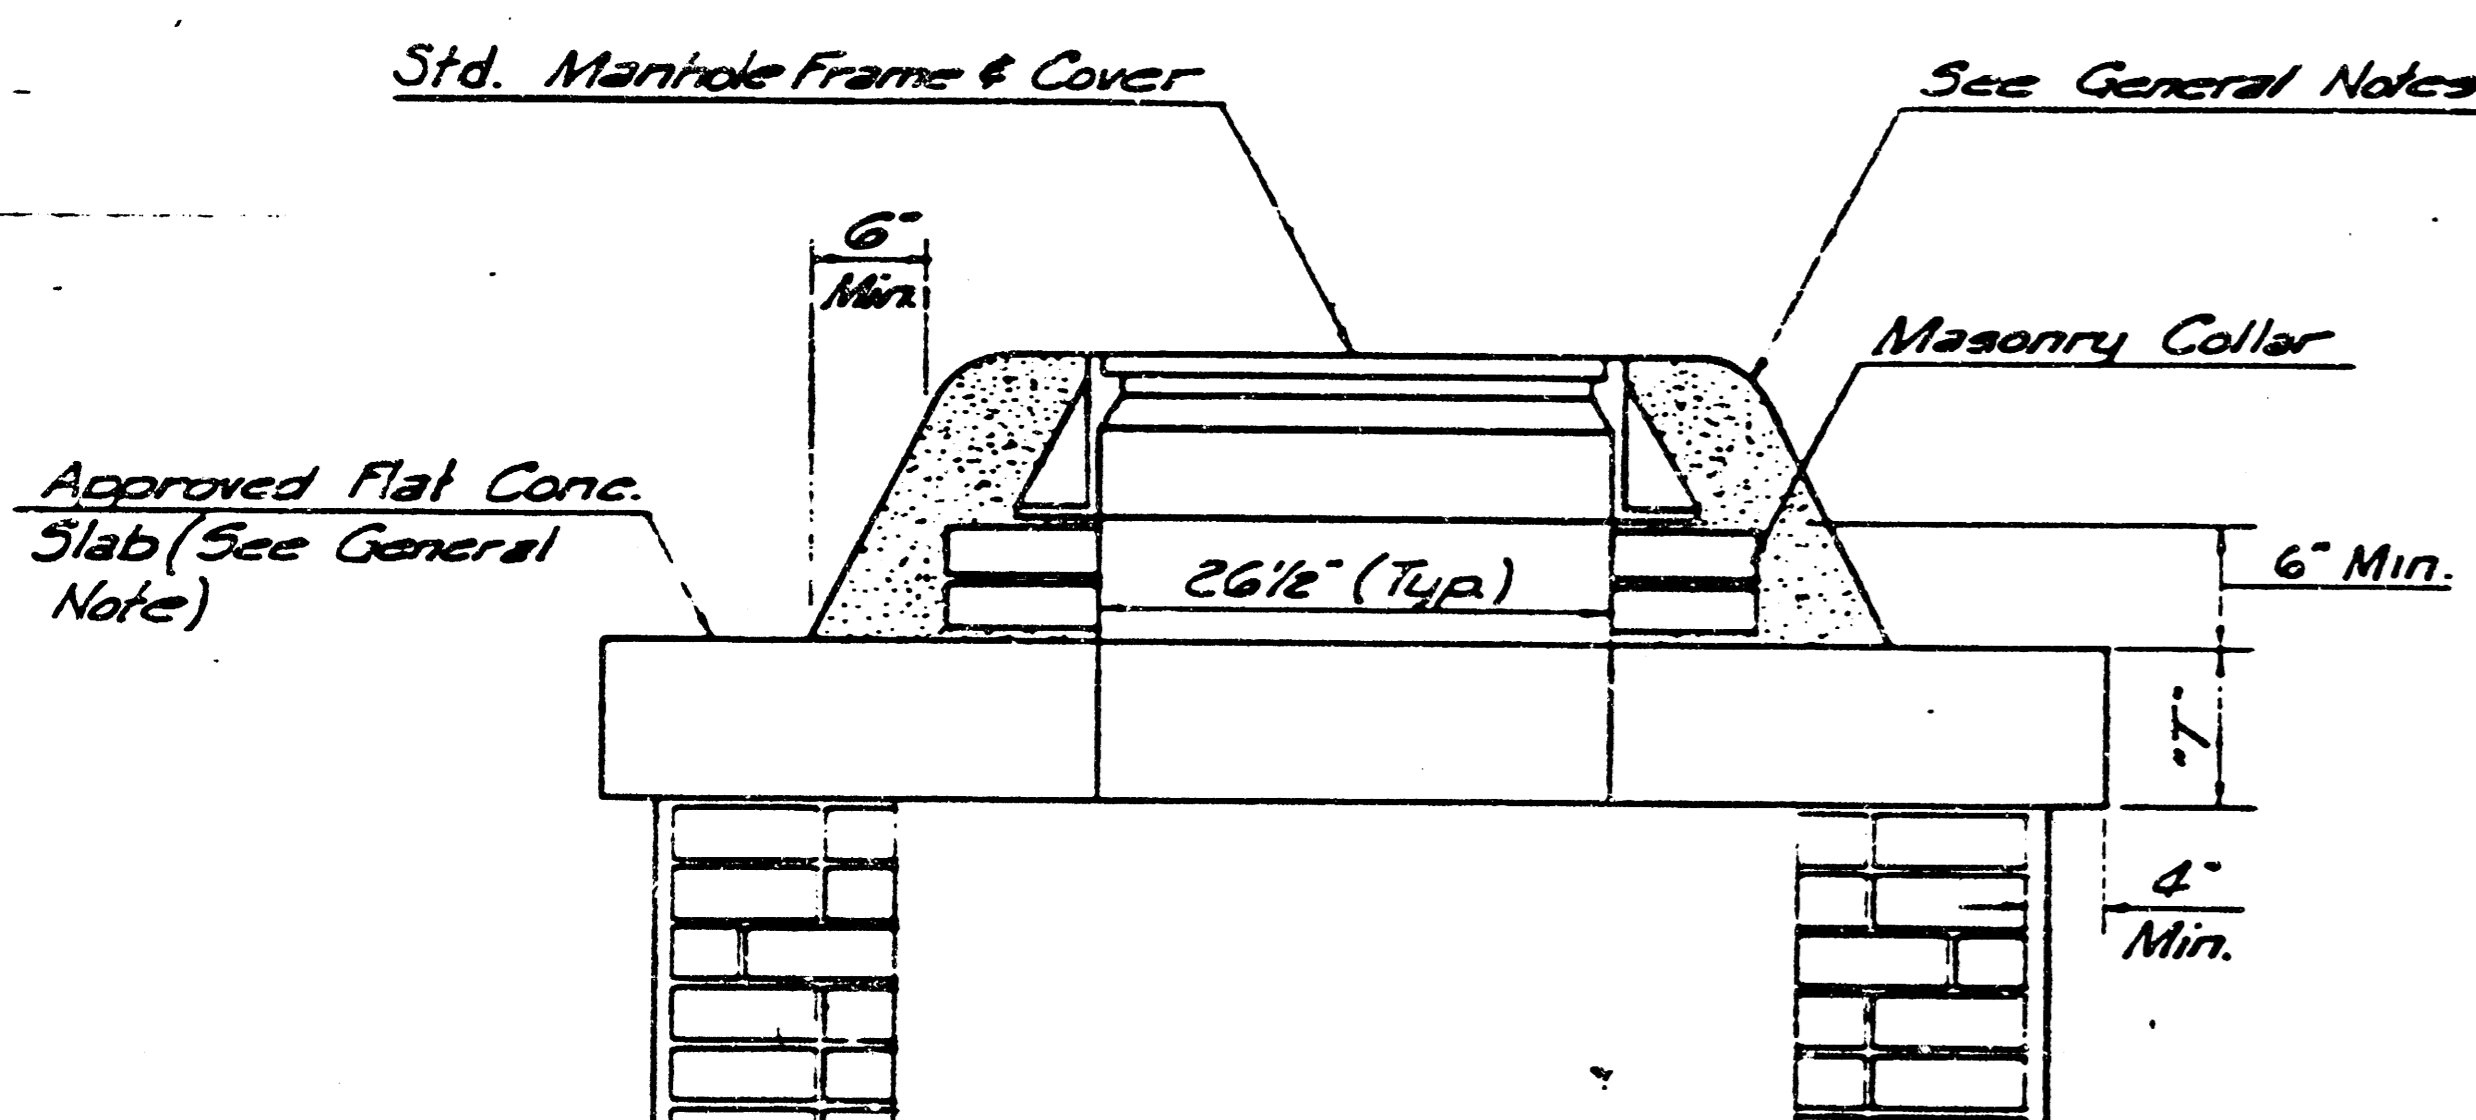 Std. Manhole Frame & Cover
See General Notes
6"
Min.
Masonry Collar
Approved Flat Conc.
Slab (See General
Note)
26½" (Typ.)
6" Min.
"T"
4"
Min.